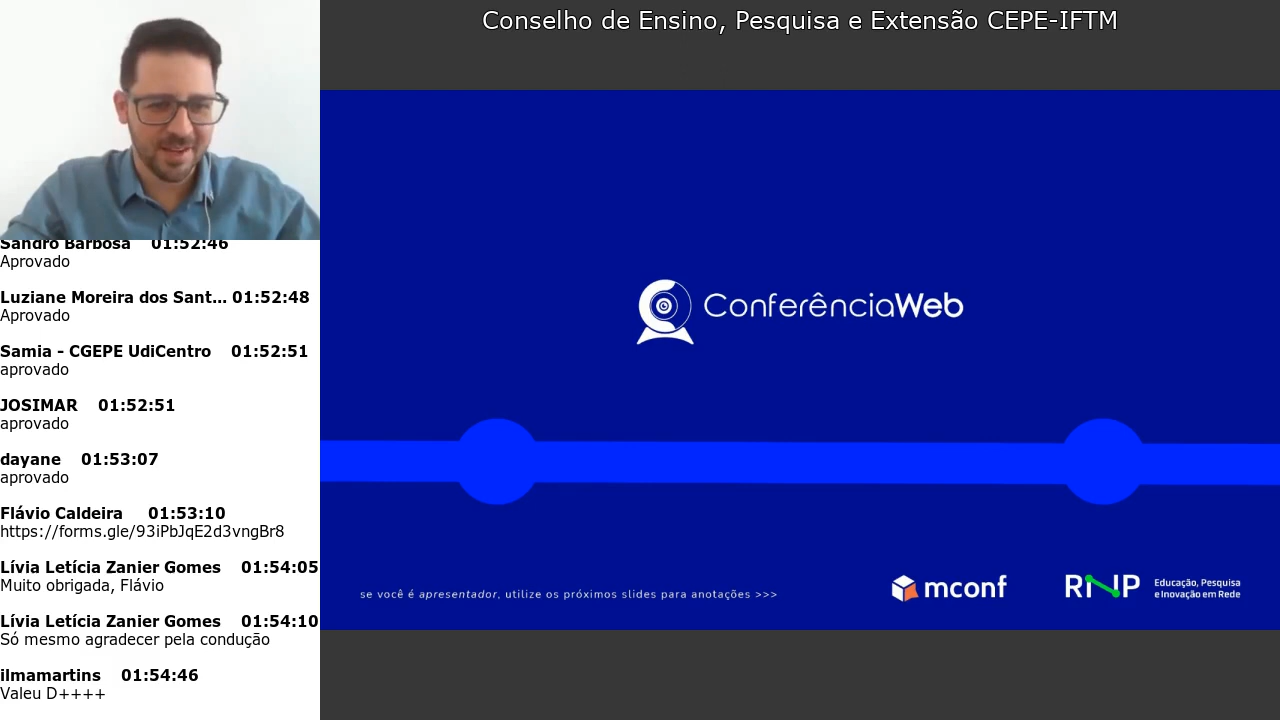 Conselho de Ensino, Pesquisa e Extensão CEPE-IFTM
Sandro Barbosa 01:52:46
Aprovado
Luziane Moreira dos Sant... 01:52:48
Aprovado
Samia - CGEPE UdiCentro 01:52:51
aprovado
JOSIMAR 01:52:51
aprovado
dayane 01:53:07
aprovado
Flávio Caldeira 01:53:10
https://forms.gle/93iPbJqE2d3vngBr8
Lívia Letícia Zanier Gomes 01:54:05
Muito obrigada, Flávio
Lívia Letícia Zanier Gomes 01:54:10
Só mesmo agradecer pela condução
ilmamartins 01:54:46
Valeu D++++
ConferênciaWeb
se você é apresentador, utilize os próximos slides para anotações >>>
mconf
RNP
Educação, Pesquisa
e Inovação em Rede